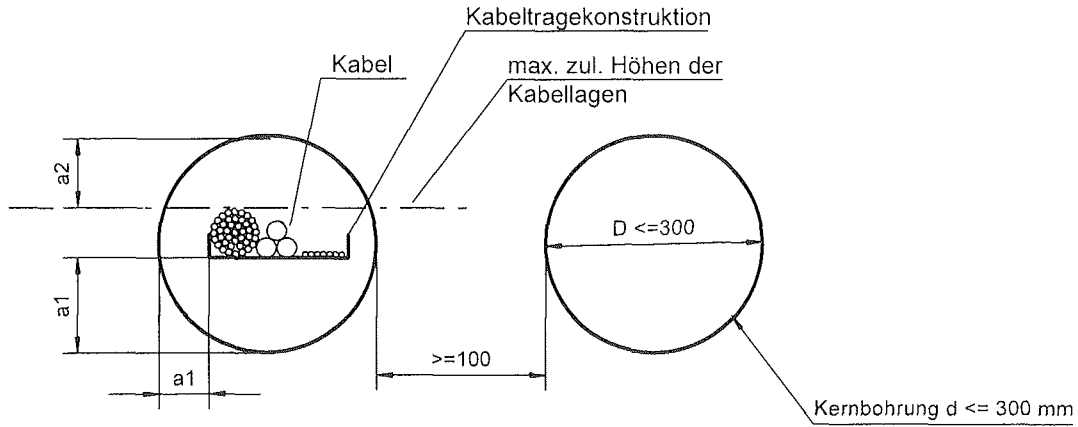 Kabeltragekonstruktion
Kabel
max. zul. Höhen der
Kabellagen
a2
D <=300
a1
>=100
a1
Kernbohrung d <= 300 mm